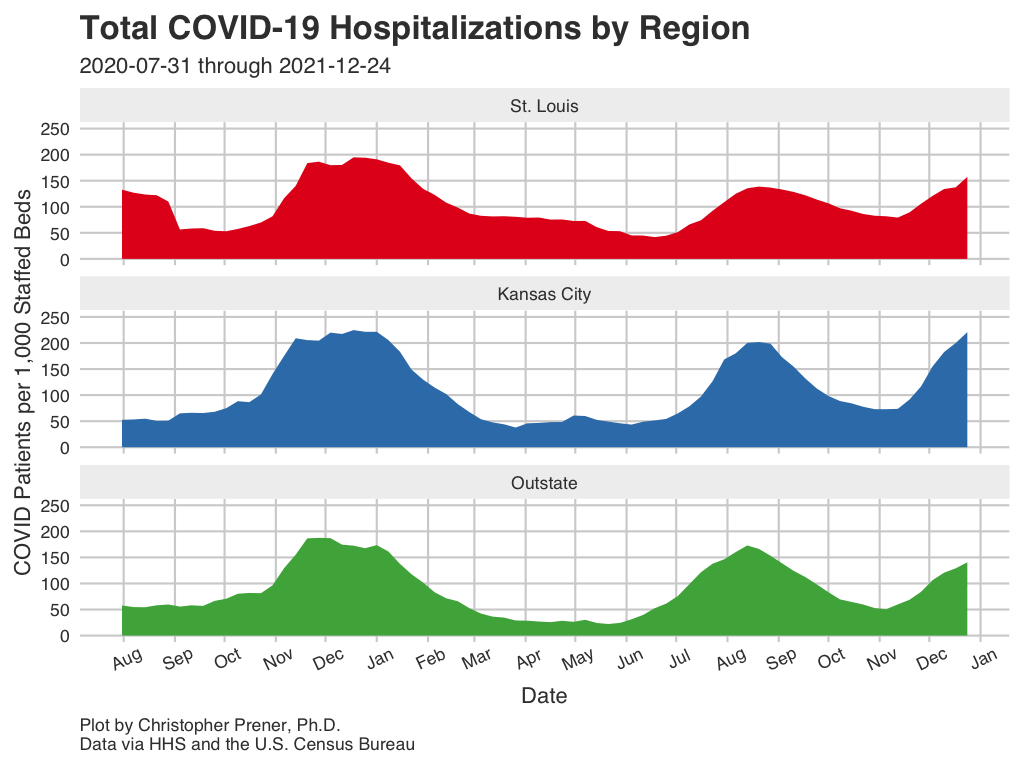 Total COVID-19 Hospitalizations by Region
2020-07-31 through 2021-12-24
COVID Patients per 1,000 Staffed Beds
St. Louis
250
200
150
100
50
0
Kansas City
250
200
150
100
50
0
Outstate
250
200
150
100
50
0
Aug Sep Oct Nov Dec Jan Feb Mar Apr May Jun Jul Aug Sep Oct Nov Dec Jan
Date
Plot by Christopher Prener, Ph.D.
Data via HHS and the U.S. Census Bureau